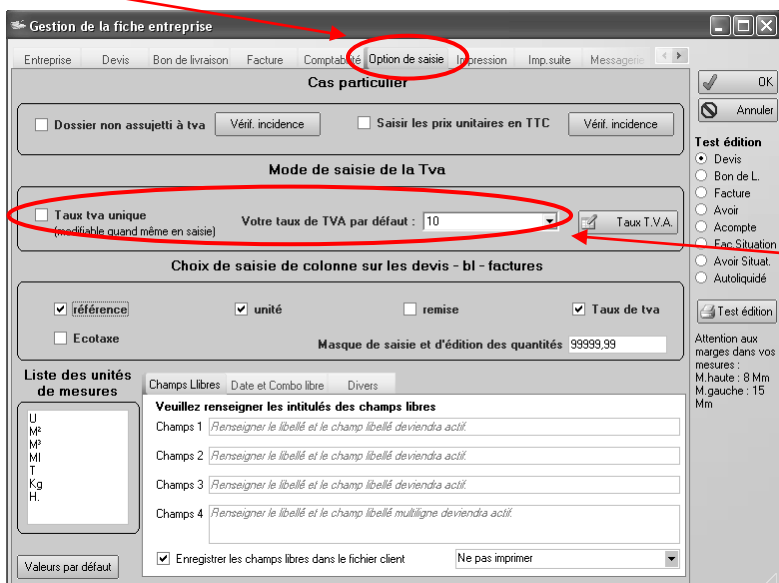 Gestion de la fiche entreprise
Entreprise Devis Bon de livraison Facture Comptabilité Option de saisie Impression Imp.suite Messagerie
Cas particulier
Dossier non assujetti à tva Vérif. incidence Saisir les prix unitaires en TTC Vérif. incidence
Mode de saisie de la Tva
Taux tva unique
(modifiable quand même en saisie)
Votre taux de TVA par défaut : 10 Taux T.V.A.
Choix de saisie de colonne sur les devis - bl - factures
référence unité remise Taux de tva
Ecotaxe Masque de saisie et d'édition des quantités 99999,99
Liste des unités
de mesures
U
M²
M³
Ml
T
Kg
H.
Valeurs par défaut
Champs Llibres Date et Combo libre Divers
Veuillez renseigner les intitulés des champs libres
Champs 1 Renseigner le libellé et le champ libellé deviendra actif.
Champs 2 Renseigner le libellé et le champ libellé deviendra actif.
Champs 3 Renseigner le libellé et le champ libellé deviendra actif.
Champs 4 Renseigner le libellé et le champ libellé multiligne deviendra actif.
Enregistrer les champs libres dans le fichier client Ne pas imprimer
OK
Annuler
Test édition
Devis
Bon de L.
Facture
Avoir
Acompte
Fac.Situation
Avoir Situat.
Autoliquidé
Test édition
Attention aux
marges dans vos
mesures :
M.haute : 8 Mm
M.gauche : 15
Mm